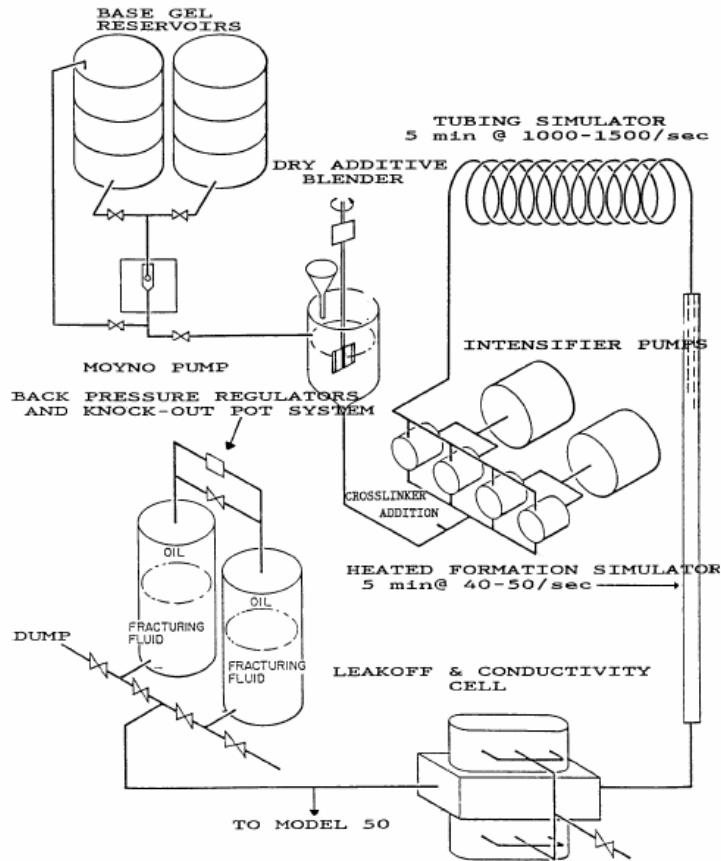 BASE GEL
RESERVOIRS
TUBING SIMULATOR
5 min @ 1000-1500/sec
DRY ADDITIVE
BLENDER
MOYNO PUMP
INTENSIFIER PUMPS
BACK PRESSURE REGULATORS
AND KNOCK-OUT POT SYSTEM
CROSSLINKER
ADDITION
OIL
OIL
HEATED FORMATION SIMULATOR
5 min@ 40-50/sec
FRACTURING
FLUID
FRACTURING
FLUID
DUMP
LEAKOFF & CONDUCTIVITY
CELL
TO MODEL 50